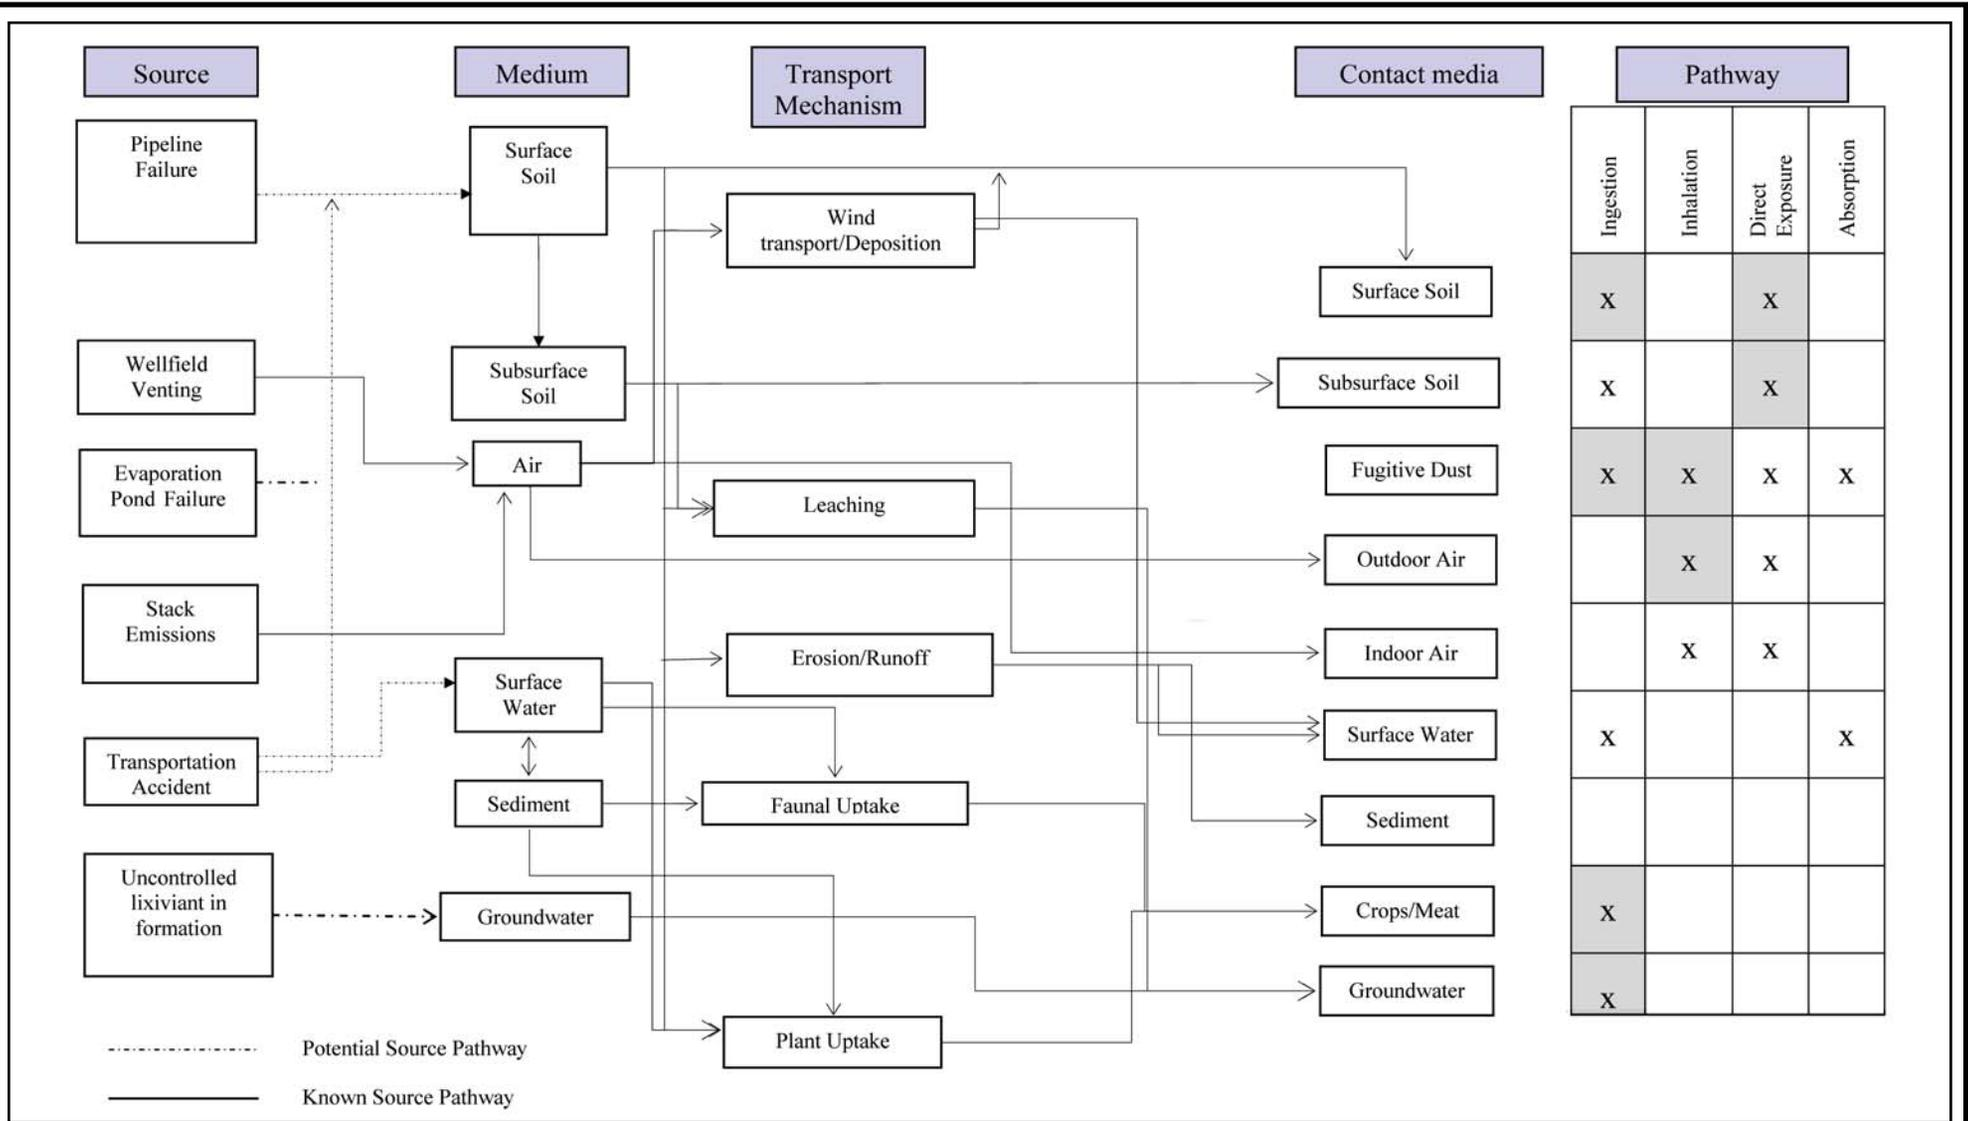 Source
Medium
Transport
Mechanism
Contact media
Pathway
Ingestion
Inhalation
Direct
Exposure
Absorption
Pipeline
Failure
Wellfield
Venting
Evaporation
Pond Failure
Stack
Emissions
Transportation
Accident
Uncontrolled
lixiviant in
formation
Surface
Soil
Subsurface
Soil
Air
Surface
Water
Sediment
Groundwater
Wind
transport/Deposition
Leaching
Erosion/Runoff
Faunal Uptake
Plant Uptake
Surface Soil
x x
Subsurface Soil
x x
Fugitive Dust
x x x x
Outdoor Air
x x
Indoor Air
x x
Surface Water
x x
Sediment
Crops/Meat
x
Groundwater
x
Potential Source Pathway
Known Source Pathway